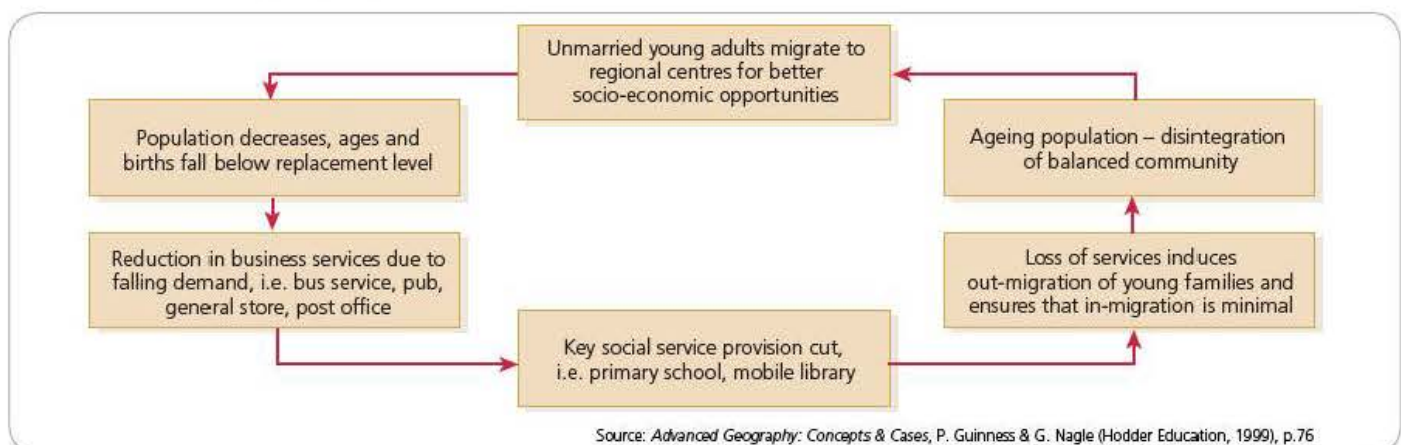 Unmarried young adults migrate to
regional centres for better
socio-economic opportunities
Population decreases, ages and
births fall below replacement level
Reduction in business services due to
falling demand, i.e. bus service, pub,
general store, post office
Key social service provision cut,
i.e. primary school, mobile library
Loss of services induces
out-migration of young families and
ensures that in-migration is minimal
Ageing population – disintegration
of balanced community
Source: Advanced Geography: Concepts & Cases, P. Guinness & G. Nagle (Hodder Education, 1999), p.76